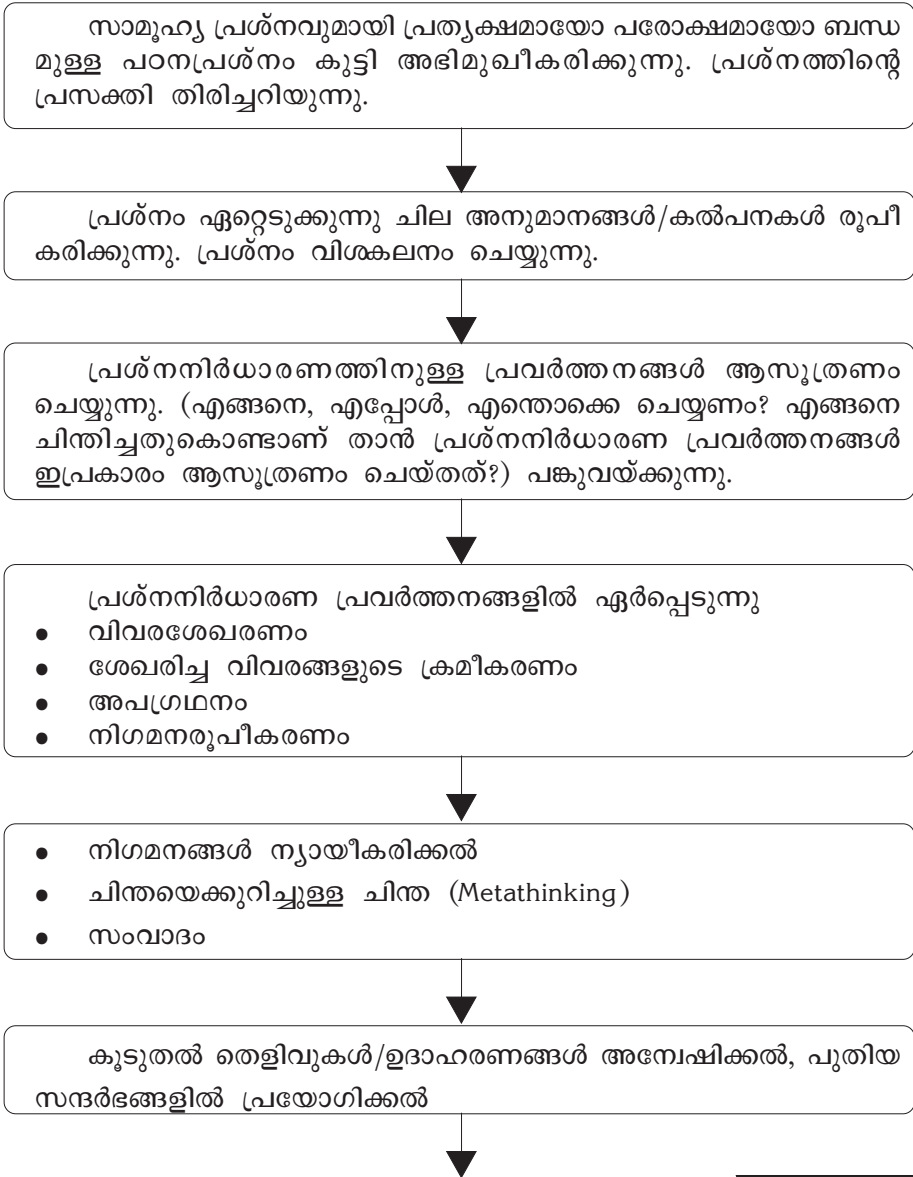 സാമൂഹ്യ പ്രശ്നവുമായി പ്രത്യക്ഷമായോ പരോക്ഷമായോ ബന്ധ
മുള്ള പഠനപ്രശ്നം കുട്ടി അഭിമുഖീകരിക്കുന്നു. പ്രശ്നത്തിന്റെ
പ്രസക്തി തിരിച്ചറിയുന്നു.
പ്രശ്നം ഏറ്റെടുക്കുന്നു ചില അനുമാനങ്ങൾ/കൽപനകൾ രൂപീ
കരിക്കുന്നു. പ്രശ്നം വിശകലനം ചെയ്യുന്നു.
പ്രശ്നനിർധാരണത്തിനുള്ള പ്രവർത്തനങ്ങൾ ആസൂത്രണം
ചെയ്യുന്നു. (എങ്ങനെ, എപ്പോൾ, എന്തൊക്കെ ചെയ്യണം? എങ്ങനെ
ചിന്തിച്ചതുകൊണ്ടാണ് താൻ പ്രശ്നനിർധാരണ പ്രവർത്തനങ്ങൾ
ഇപ്രകാരം ആസൂത്രണം ചെയ്തത്?) പങ്കുവയ്ക്കുന്നു.
പ്രശ്നനിർധാരണ പ്രവർത്തനങ്ങളിൽ ഏർപ്പെടുന്നു
● വിവരശേഖരണം
● ശേഖരിച്ച വിവരങ്ങളുടെ ക്രമീകരണം
● അപഗ്രഥനം
● നിഗമനരൂപീകരണം
● നിഗമനങ്ങൾ ന്യായീകരിക്കൽ
● ചിന്തയെക്കുറിച്ചുള്ള ചിന്ത (Metathinking)
● സംവാദം
കൂടുതൽ തെളിവുകൾ/ഉദാഹരണങ്ങൾ അന്വേഷിക്കൽ, പുതിയ
സന്ദർഭങ്ങളിൽ പ്രയോഗിക്കൽ